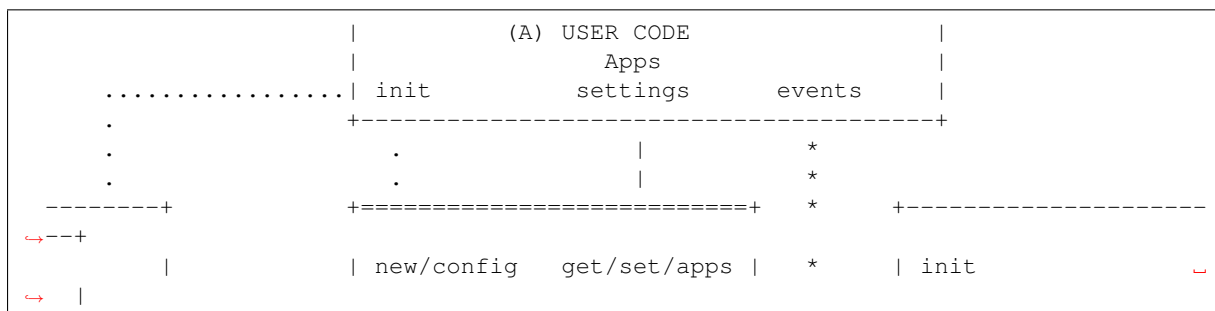 |          (A) USER CODE                 |
|                 Apps                   |
.................| init          settings      events     |
.                +----------------------------------------+
.                   .                |           *
.                   .                |           *
--------+             +===========================+   *     +---------------------
↪--+
|             | new/config   get/set/apps |   *     | init                   ␣
↪  |